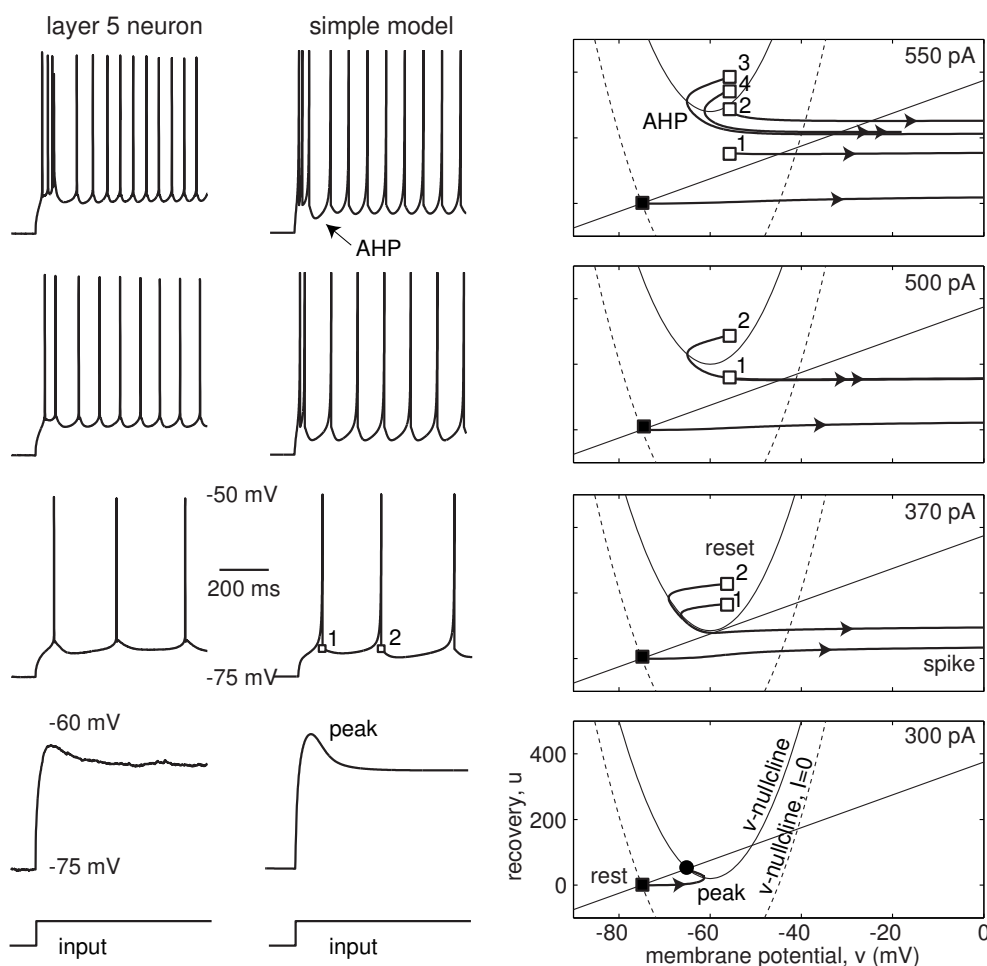 layer 5 neuron
simple model
AHP
550 pA
3
4
2
1
AHP
500 pA
2
1
-50 mV
200 ms
-75 mV
1
2
370 pA
reset
2
1
spike
-60 mV
-75 mV
peak
input
input
300 pA
400
200
0
recovery, u
v-nullcline
v-nullcline, I=0
rest
peak
-80
-60
-40
-20
0
membrane potential, v (mV)